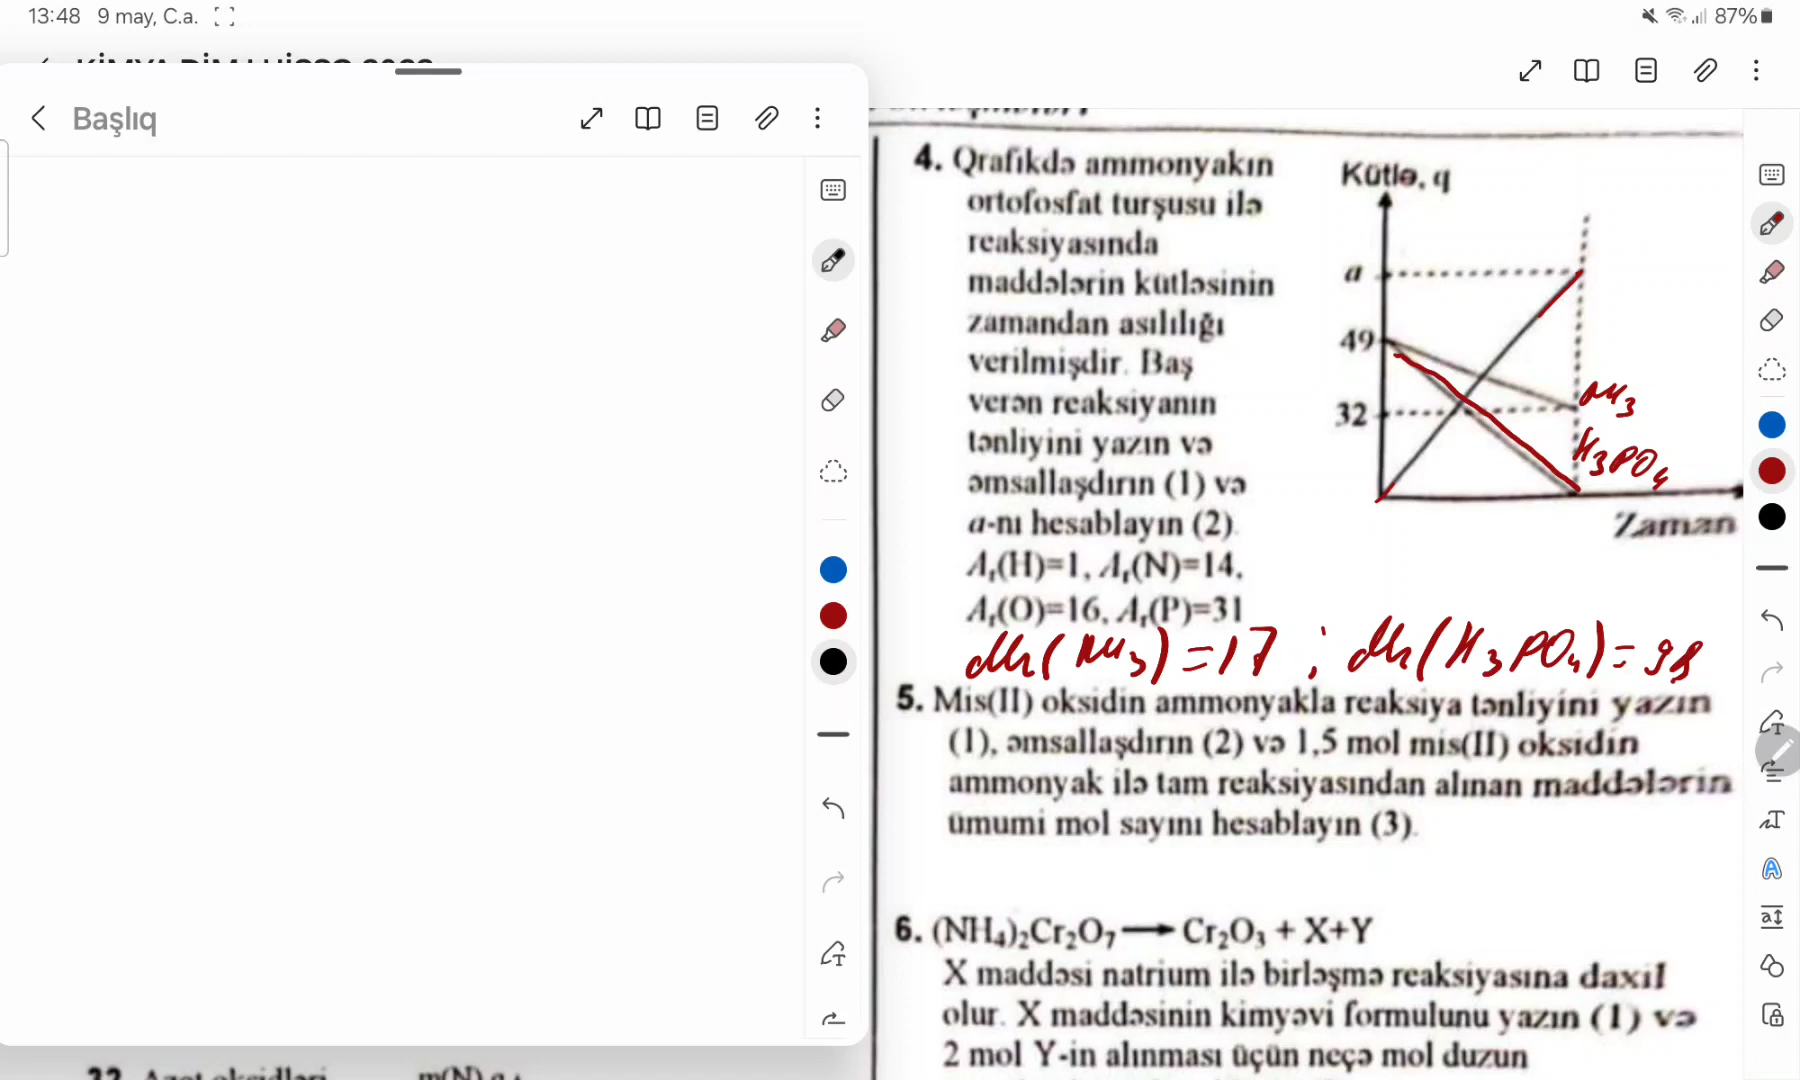 13:48 9 may, C.a.
87%
Başlıq
4. Qrafikdə ammonyakın
ortofosfat turşusu ilə
reaksiyasında
maddələrin kütləsinin
zamandan asılılığı
verilmişdir. Baş
verən reaksiyanın
tənliyini yazın və
əmsallaşdırın (1) və
a-nı hesablayın (2).
Aᵣ(H)=1, Aᵣ(N)=14,
Aᵣ(O)=16, Aᵣ(P)=31
Kütlə, q
a
49
32
NH₃
H₃PO₄
Zaman
Mr(NH₃)=17 ; Mr(H₃PO₄)=98
5. Mis(II) oksidin ammonyakla reaksiya tənliyini yazın
(1), əmsallaşdırın (2) və 1,5 mol mis(II) oksidin
ammonyak ilə tam reaksiyasından alınan maddələrin
ümumi mol sayını hesablayın (3).
6. (NH₄)₂Cr₂O₇ ⟶ Cr₂O₃ + X+Y
X maddəsi natrium ilə birləşmə reaksiyasına daxil
olur. X maddəsinin kimyəvi formulunu yazın (1) və
2 mol Y-in alınması üçün neçə mol duzun